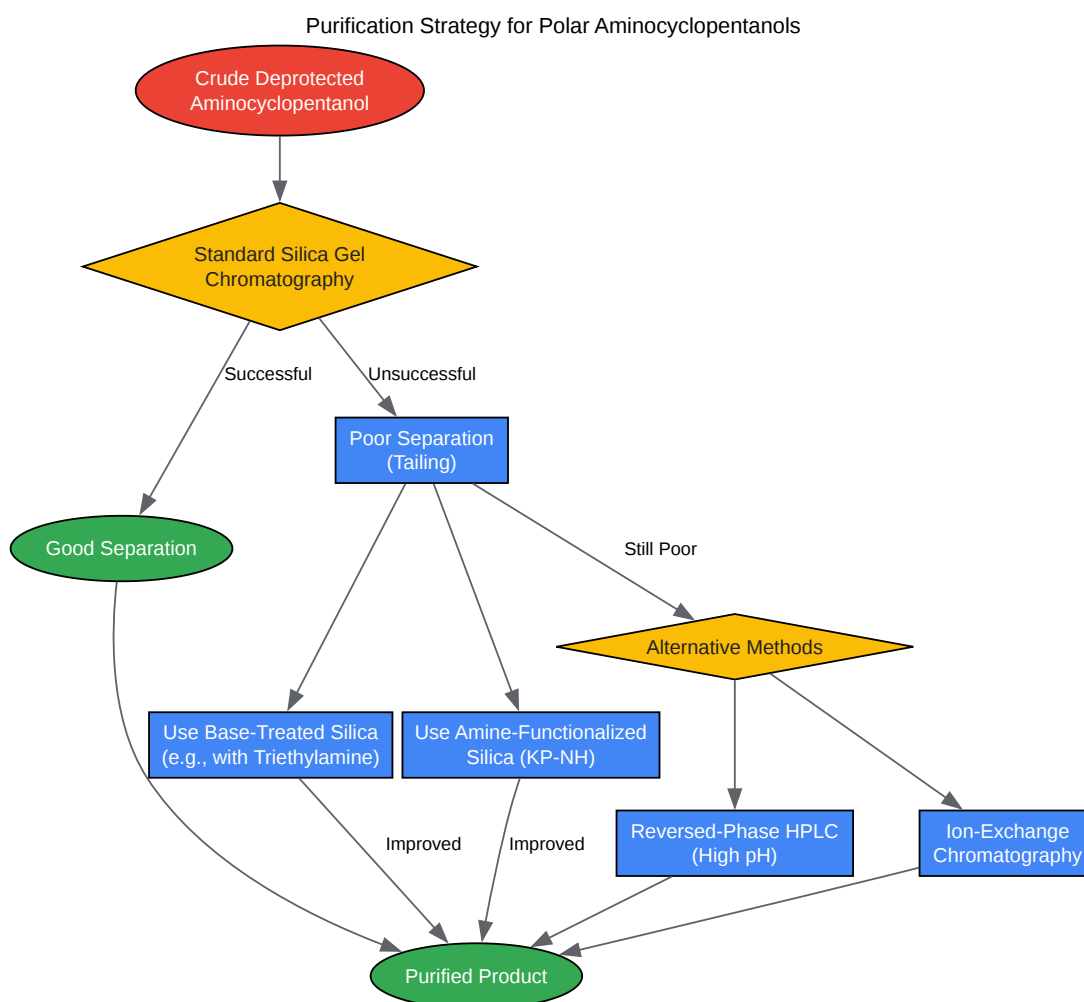 Purification Strategy for Polar Aminocyclopentanols
Crude Deprotected
Aminocyclopentanol
Standard Silica Gel
Chromatography
Successful
Unsuccessful
Poor Separation
(Tailing)
Good Separation
Still Poor
Alternative Methods
Use Base-Treated Silica
(e.g., with Triethylamine)
Use Amine-Functionalized
Silica (KP-NH)
Reversed-Phase HPLC
(High pH)
Ion-Exchange
Chromatography
Improved
Improved
Purified Product